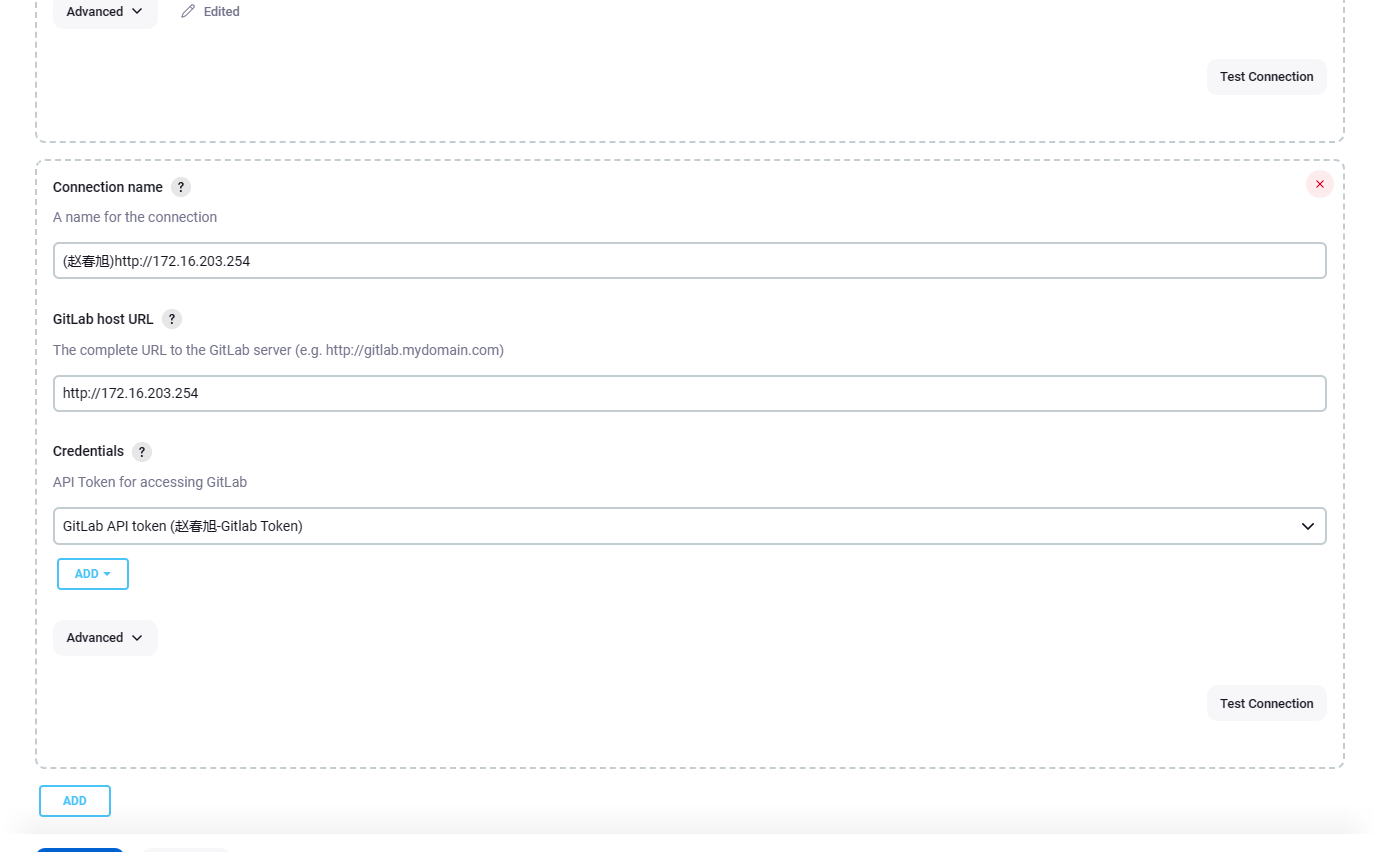 Advanced
Edited
Test Connection
Connection name ?
A name for the connection
(赵春旭)http://172.16.203.254
GitLab host URL ?
The complete URL to the GitLab server (e.g. http://gitlab.mydomain.com)
http://172.16.203.254
Credentials ?
API Token for accessing GitLab
GitLab API token (赵春旭-Gitlab Token)
ADD
Advanced
Test Connection
ADD